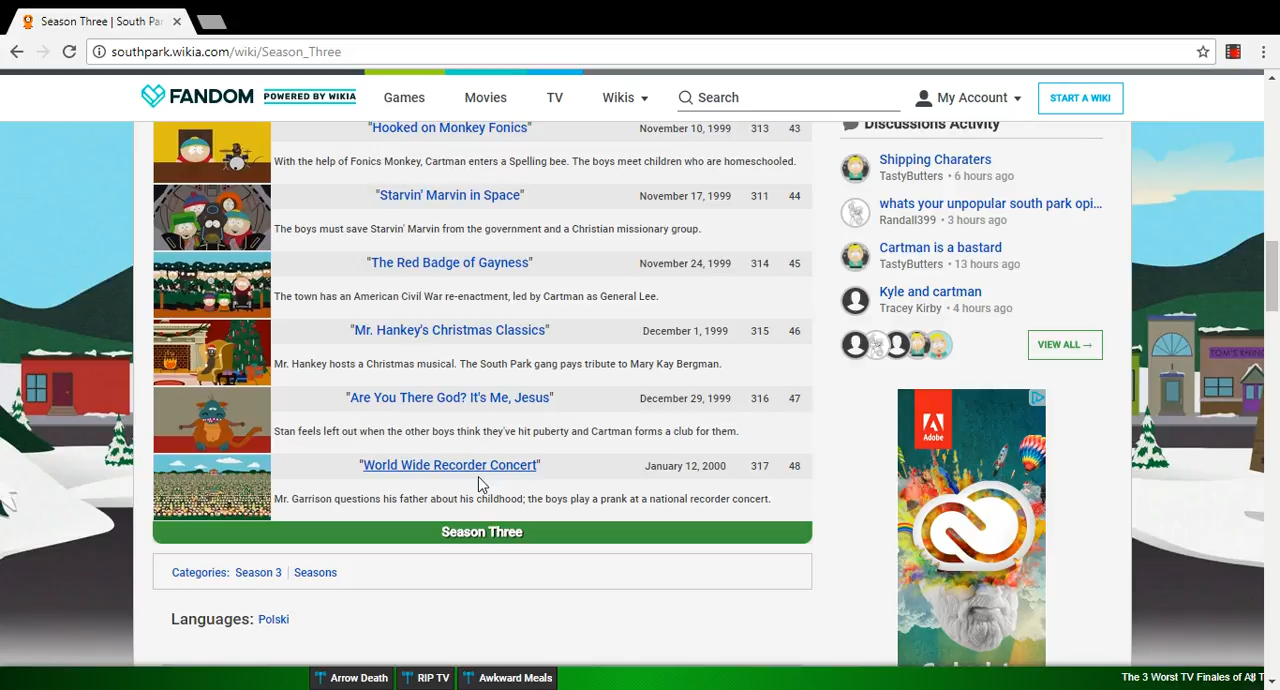 Season Three | South Par
southpark.wikia.com/wiki/Season_Three
FANDOM POWERED BY WIKIA Games Movies TV Wikis Search My Account START A WIKI
"Hooked on Monkey Fonics" November 10, 1999 313 43
With the help of Fonics Monkey, Cartman enters a Spelling bee. The boys meet children who are homeschooled.
"Starvin' Marvin in Space" November 17, 1999 311 44
The boys must save Starvin' Marvin from the government and a Christian missionary group.
"The Red Badge of Gayness" November 24, 1999 314 45
The town has an American Civil War re-enactment, led by Cartman as General Lee.
"Mr. Hankey's Christmas Classics" December 1, 1999 315 46
Mr. Hankey hosts a Christmas musical. The South Park gang pays tribute to Mary Kay Bergman.
"Are You There God? It's Me, Jesus" December 29, 1999 316 47
Stan feels left out when the other boys think they've hit puberty and Cartman forms a club for them.
"World Wide Recorder Concert" January 12, 2000 317 48
Mr. Garrison questions his father about his childhood; the boys play a prank at a national recorder concert.
Season Three
Categories: Season 3 Seasons
Languages: Polski
Discussions Activity
Shipping Charaters
TastyButters • 6 hours ago
whats your unpopular south park opi...
Randall399 • 3 hours ago
Cartman is a bastard
TastyButters • 13 hours ago
Kyle and cartman
Tracey Kirby • 4 hours ago
VIEW ALL →
Adobe
Arrow Death RIP TV Awkward Meals
The 3 Worst TV Finales of All T